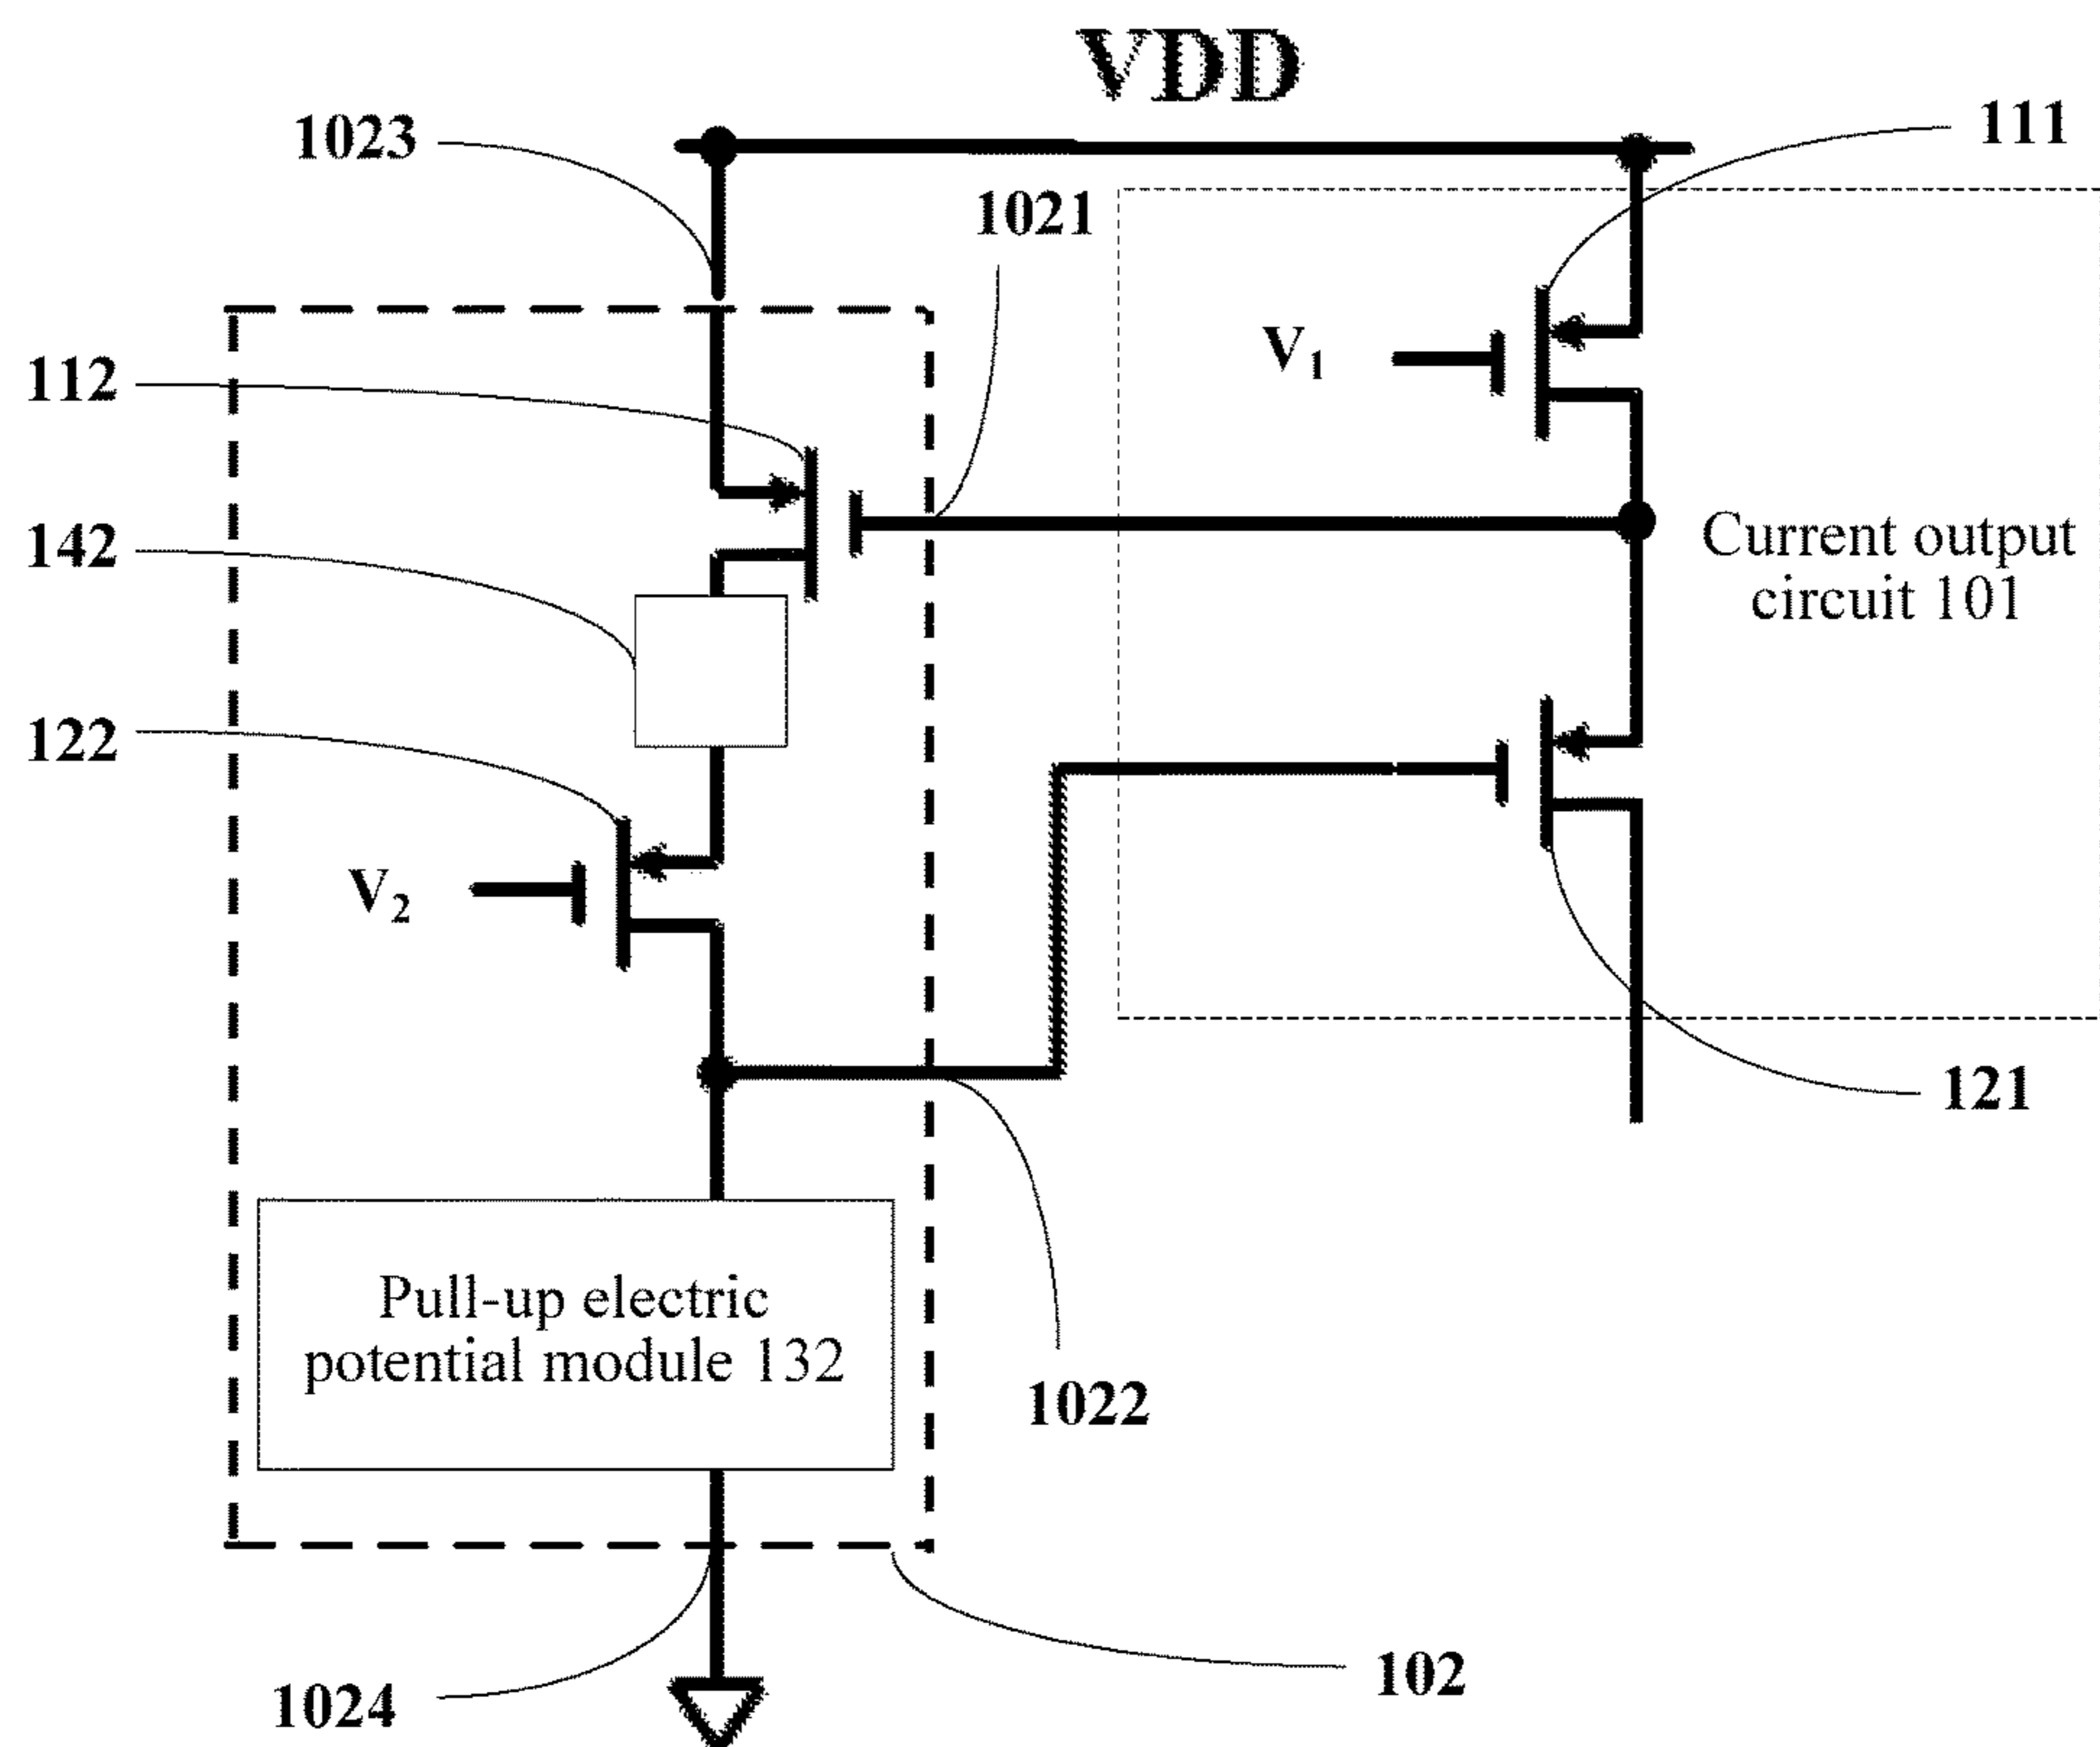 VDD
1023
111
1021
V₁
112
Current output
circuit 101
142
122
V₂
121
Pull-up electric
potential module 132
1022
102
1024